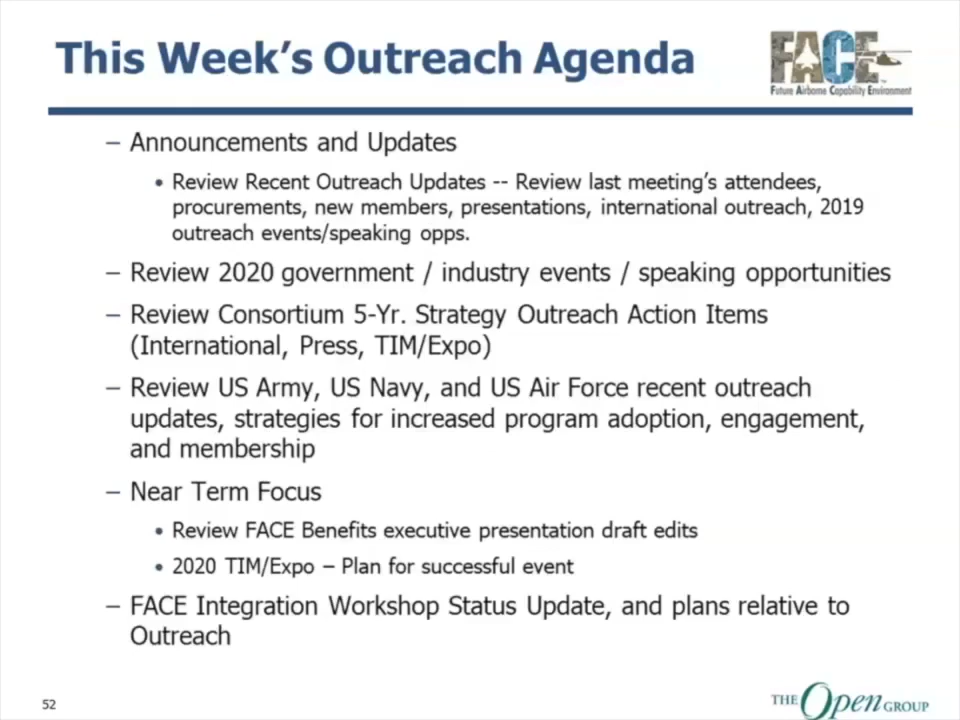 This Week's Outreach Agenda
FACE
Future Airborne Capability Environment
– Announcements and Updates
• Review Recent Outreach Updates -- Review last meeting's attendees,
procurements, new members, presentations, international outreach, 2019
outreach events/speaking opps.
– Review 2020 government / industry events / speaking opportunities
– Review Consortium 5-Yr. Strategy Outreach Action Items
(International, Press, TIM/Expo)
– Review US Army, US Navy, and US Air Force recent outreach
updates, strategies for increased program adoption, engagement,
and membership
– Near Term Focus
• Review FACE Benefits executive presentation draft edits
• 2020 TIM/Expo – Plan for successful event
– FACE Integration Workshop Status Update, and plans relative to
Outreach
52
THE Open GROUP